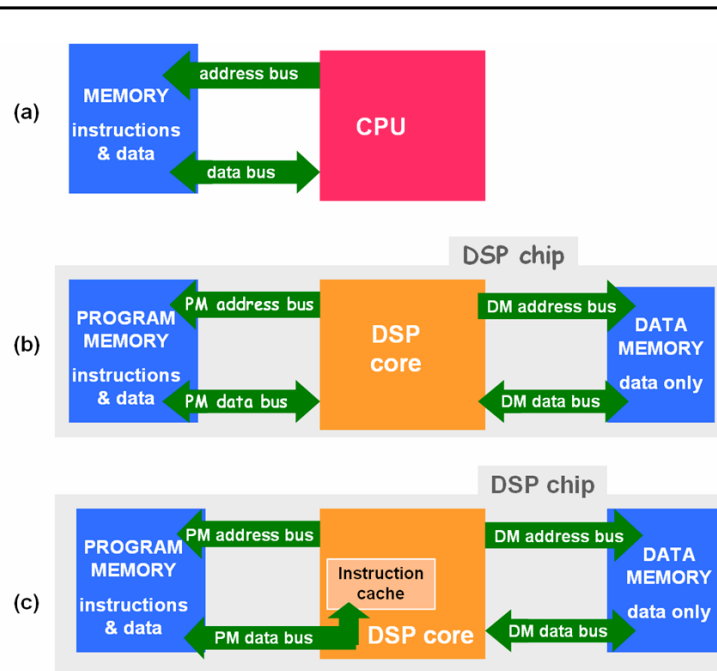 (a)
MEMORY
instructions
& data
address bus
data bus
CPU
DSP chip
(b)
PROGRAM
MEMORY
instructions
& data
PM address bus
PM data bus
DSP
core
DM address bus
DM data bus
DATA
MEMORY
data only
DSP chip
(c)
PROGRAM
MEMORY
instructions
& data
PM address bus
PM data bus
Instruction
cache
DSP core
DM address bus
DM data bus
DATA
MEMORY
data only